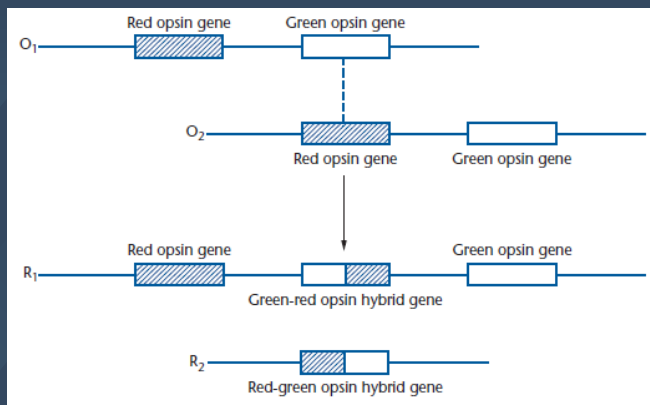 Red opsin gene Green opsin gene
O1
O2
Red opsin gene Green opsin gene
Red opsin gene Green opsin gene
R1
Green-red opsin hybrid gene
R2
Red-green opsin hybrid gene